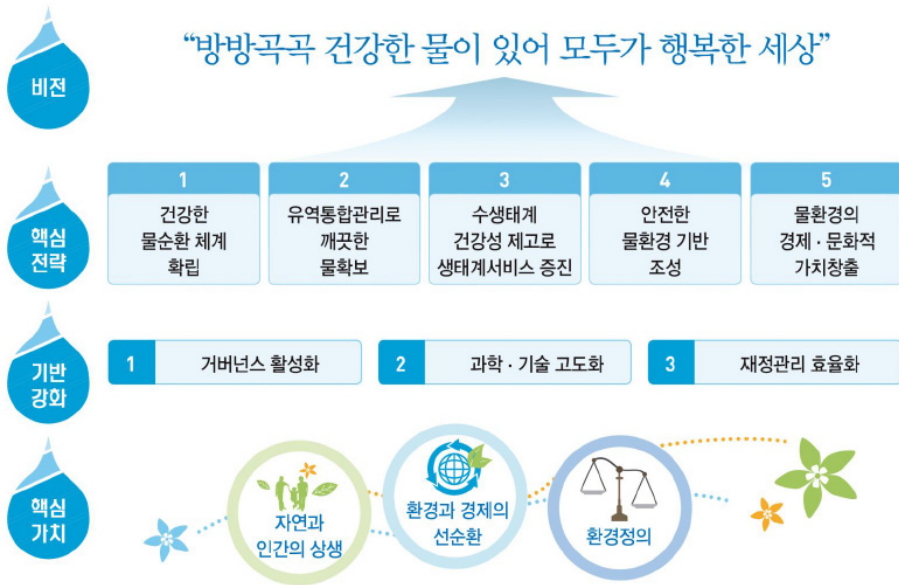 비전
“방방곡곡 건강한 물이 있어 모두가 행복한 세상”
핵심
전략
1
건강한
물순환 체계
확립
2
유역통합관리로
깨끗한
물확보
3
수생태계
건강성 제고로
생태계서비스 증진
4
안전한
물환경 기반
조성
5
물환경의
경제 · 문화적
가치창출
기반
강화
1 거버넌스 활성화
2 과학 · 기술 고도화
3 재정관리 효율화
핵심
가치
자연과
인간의 상생
환경과 경제의
선순환
환경정의